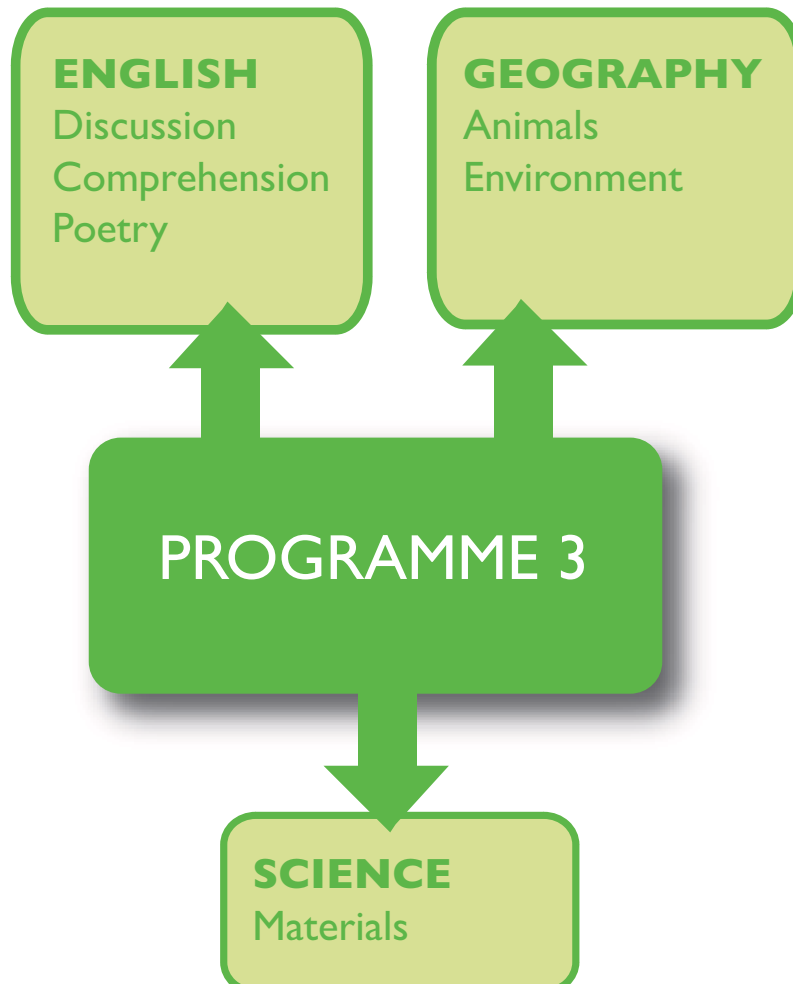 ENGLISH
Discussion
Comprehension
Poetry
GEOGRAPHY
Animals
Environment
PROGRAMME 3
SCIENCE
Materials